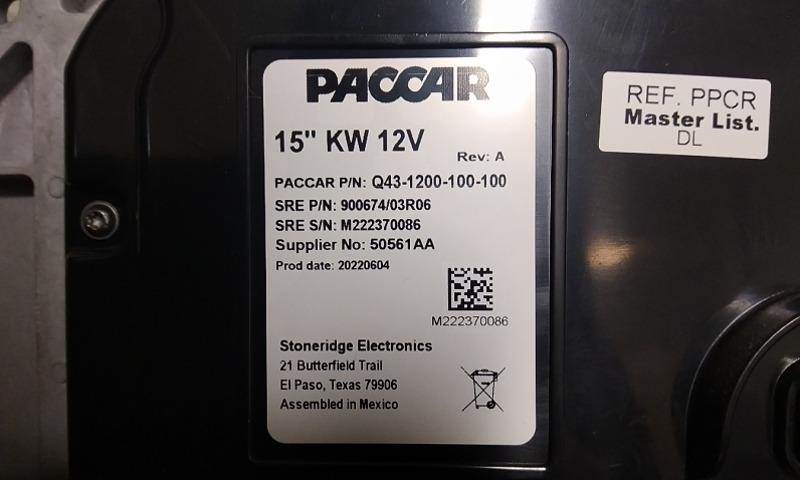 PACCAR
15" KW 12V
Rev: A
PACCAR P/N: Q43-1200-100-100
SRE P/N: 900674/03R06
SRE S/N: M222370086
Supplier No: 50561AA
Prod date: 20220604
M222370086
Stoneridge Electronics
21 Butterfield Trail
El Paso, Texas 79906
Assembled in Mexico
REF. PPCR
Master List.
DL